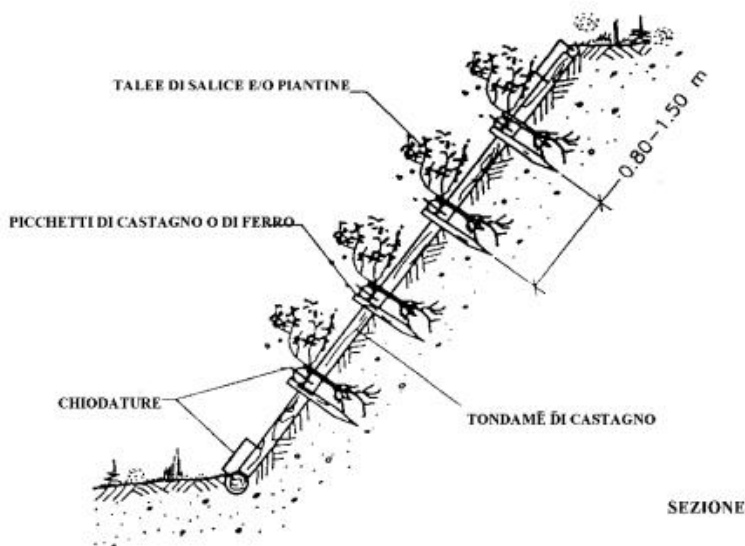 TALEE DI SALICE E/O PIANTINE
0.80-1.50 m
PICCHETTI DI CASTAGNO O DI FERRO
CHIODATURE
TONDAME DI CASTAGNO
SEZIONE